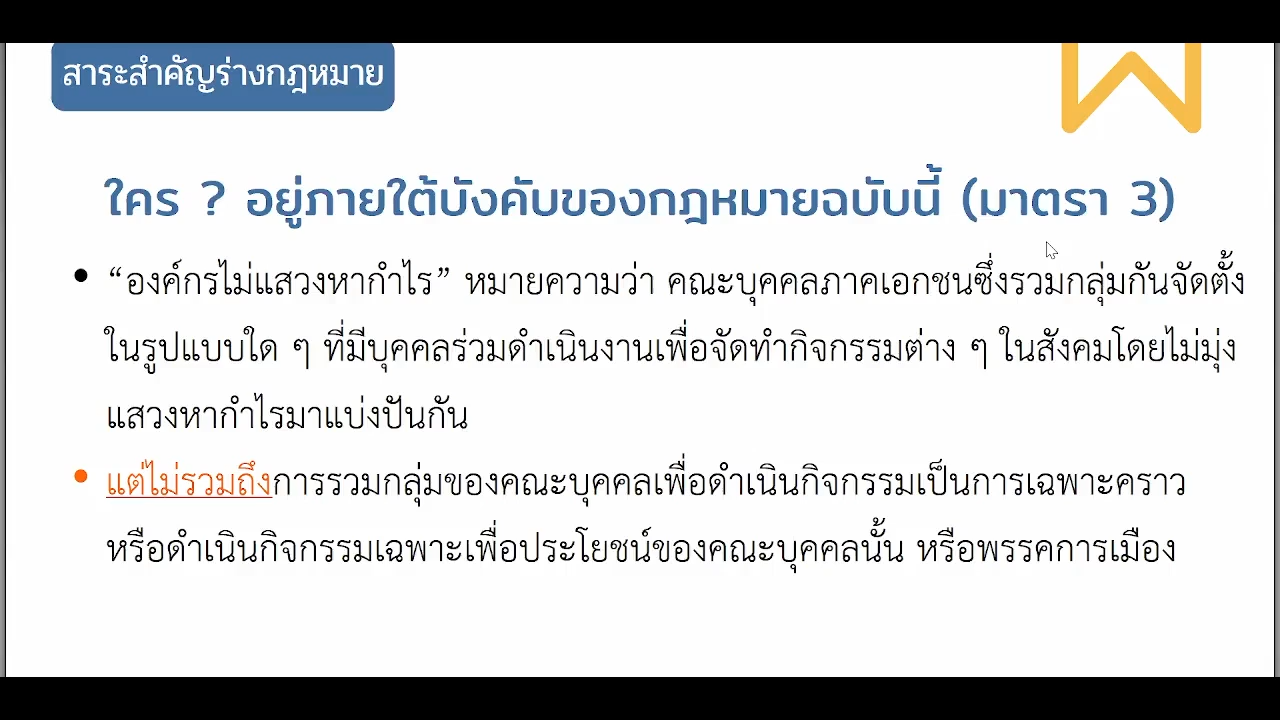 สาระสำคัญร่างกฎหมาย
ใคร ? อยู่ภายใต้บังคับของกฎหมายฉบับนี้ (มาตรา 3)
• “องค์กรไม่แสวงหากำไร” หมายความว่า คณะบุคคลภาคเอกชนซึ่งรวมกลุ่มกันจัดตั้ง
ในรูปแบบใด ๆ ที่มีบุคคลร่วมดำเนินงานเพื่อจัดทำกิจกรรมต่าง ๆ ในสังคมโดยไม่มุ่ง
แสวงหากำไรมาแบ่งปันกัน
• แต่ไม่รวมถึงการรวมกลุ่มของคณะบุคคลเพื่อดำเนินกิจกรรมเป็นการเฉพาะคราว
หรือดำเนินกิจกรรมเฉพาะเพื่อประโยชน์ของคณะบุคคลนั้น หรือพรรคการเมือง